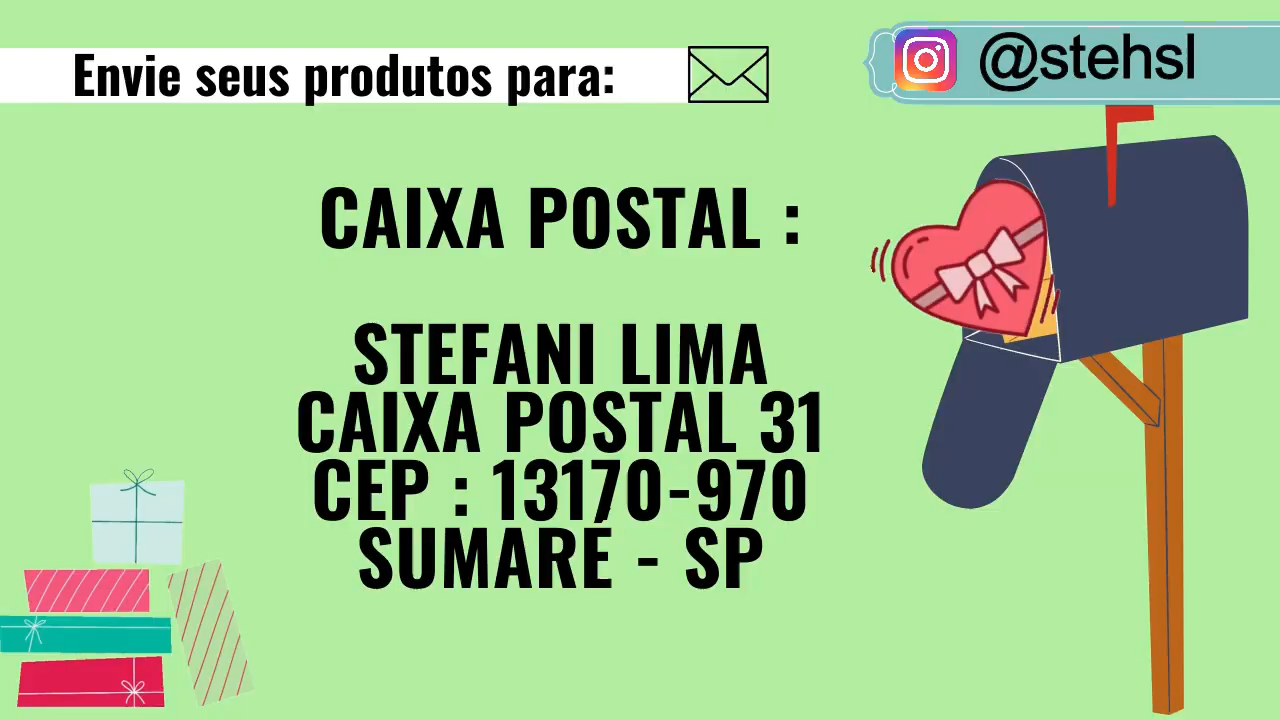 Envie seus produtos para:
@stehsl
CAIXA POSTAL :
STEFANI LIMA
CAIXA POSTAL 31
CEP : 13170-970
SUMARÉ - SP